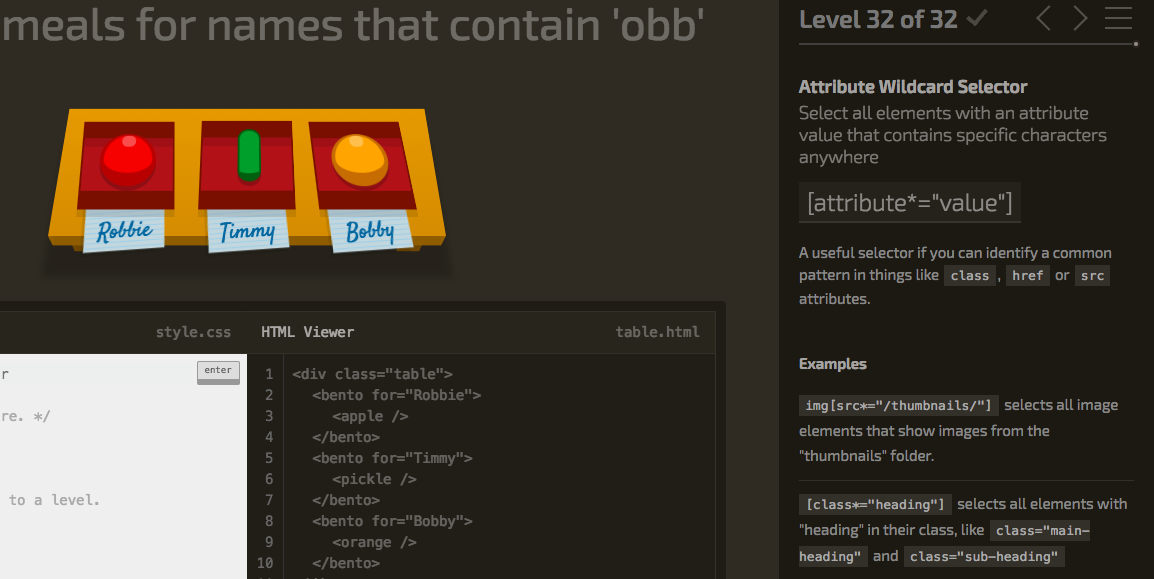 meals for names that contain 'obb'
Robbie
Timmy
Bobby
style.css
HTML Viewer
table.html
r
enter
re. */
to a level.
1 <div class="table">
2 <bento for="Robbie">
3 <apple />
4 </bento>
5 <bento for="Timmy">
6 <pickle />
7 </bento>
8 <bento for="Bobby">
9 <orange />
10 </bento>
Level 32 of 32
Attribute Wildcard Selector
Select all elements with an attribute
value that contains specific characters
anywhere
[attribute*="value"]
A useful selector if you can identify a common
pattern in things like class, href or src
attributes.
Examples
img[src*="/thumbnails/"] selects all image
elements that show images from the
"thumbnails" folder.
[class*="heading"] selects all elements with
"heading" in their class, like class="main-
heading" and class="sub-heading"